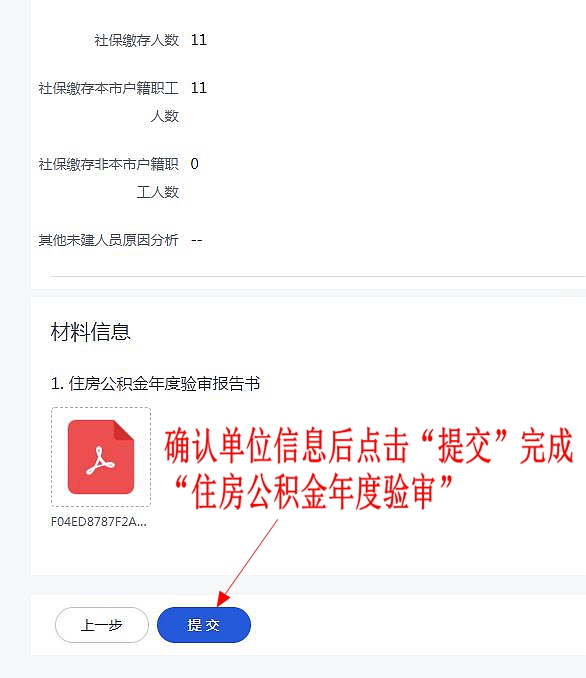 社保缴存人数 11
社保缴存本市户籍职工 11
人数
社保缴存非本市户籍职 0
工人数
其他未建人员原因分析 --
材料信息
1. 住房公积金年度验审报告书
确认单位信息后点击“提交”完成
“住房公积金年度验审”
F04ED8787F2A...
上一步 提交